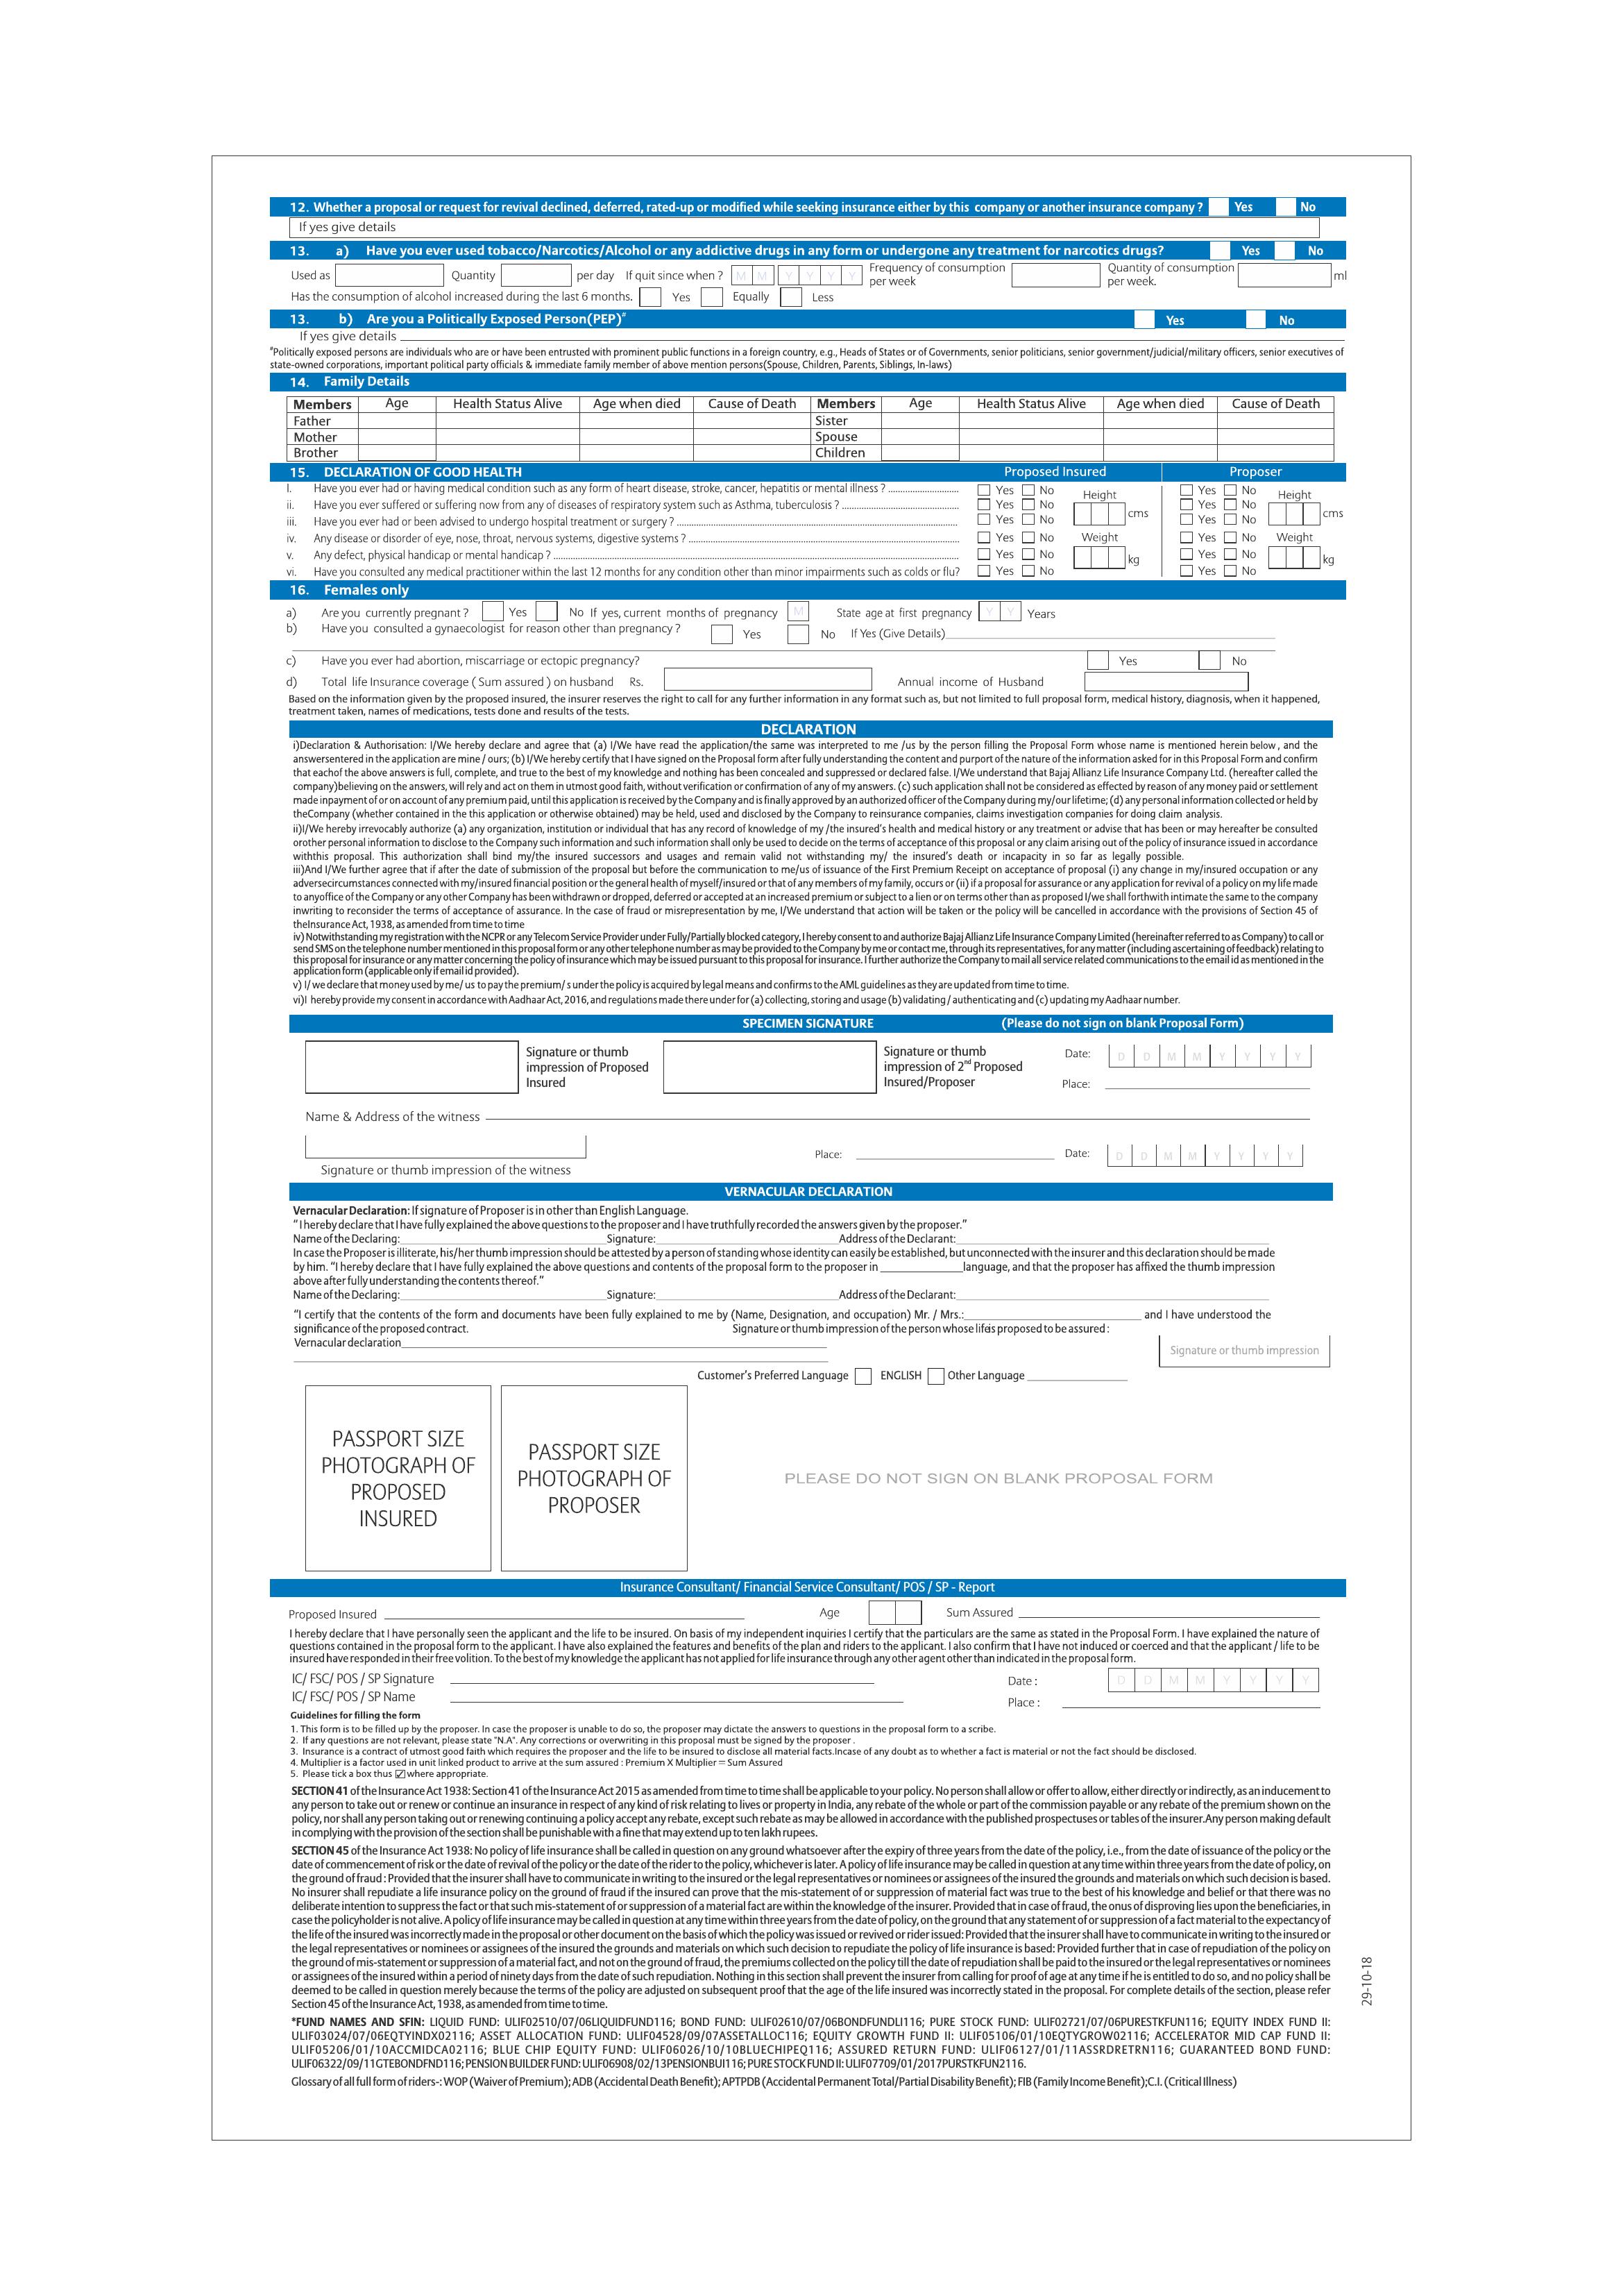 12. Whether a proposal or request for revival declined, deferred, rated-up or modified while seeking insurance either by this company or another insurance company ? Yes No
If yes give details
13. a) Have you ever used tobacco/Narcotics/Alcohol or any addictive drugs in any form or undergone any treatment for narcotics drugs? Yes No
Used as Quantity per day If quit since when ? M M Y Y Y Y Frequency of consumption per week Quantity of consumption per week. ml
Has the consumption of alcohol increased during the last 6 months. Yes Equally Less
13. b) Are you a Politically Exposed Person(PEP)# Yes No
If yes give details
#Politically exposed persons are individuals who are or have been entrusted with prominent public functions in a foreign country, e.g., Heads of States or of Governments, senior politicians, senior government/judicial/military officers, senior executives of
state-owned corporations, important political party officials & immediate family member of above mention persons(Spouse, Children, Parents, Siblings, In-laws)
14. Family Details
Members Age Health Status Alive Age when died Cause of Death Members Age Health Status Alive Age when died Cause of Death
Father Sister
Mother Spouse
Brother Children
15. DECLARATION OF GOOD HEALTH Proposed Insured Proposer
I. Have you ever had or having medical condition such as any form of heart disease, stroke, cancer, hepatitis or mental illness ? Yes No Height Yes No Height
ii. Have you ever suffered or suffering now from any of diseases of respiratory system such as Asthma, tuberculosis ? Yes No cms Yes No cms
iii. Have you ever had or been advised to undergo hospital treatment or surgery ? Yes No Yes No
iv. Any disease or disorder of eye, nose, throat, nervous systems, digestive systems ? Yes No Weight Yes No Weight
v. Any defect, physical handicap or mental handicap ? Yes No kg Yes No kg
vi. Have you consulted any medical practitioner within the last 12 months for any condition other than minor impairments such as colds or flu? Yes No Yes No
16. Females only
a) Are you currently pregnant ? Yes No If yes, current months of pregnancy M State age at first pregnancy Y Y Years
b) Have you consulted a gynaecologist for reason other than pregnancy ? Yes No If Yes (Give Details)
c) Have you ever had abortion, miscarriage or ectopic pregnancy? Yes No
d) Total life Insurance coverage ( Sum assured ) on husband Rs. Annual income of Husband
Based on the information given by the proposed insured, the insurer reserves the right to call for any further information in any format such as, but not limited to full proposal form, medical history, diagnosis, when it happened,
treatment taken, names of medications, tests done and results of the tests.
DECLARATION
i)Declaration & Authorisation: I/We hereby declare and agree that (a) I/We have read the application/the same was interpreted to me /us by the person filling the Proposal Form whose name is mentioned herein below , and the
answersentered in the application are mine / ours; (b) I/We hereby certify that I have signed on the Proposal form after fully understanding the content and purport of the nature of the information asked for in this Proposal Form and confirm
that eachof the above answers is full, complete, and true to the best of my knowledge and nothing has been concealed and suppressed or declared false. I/We understand that Bajaj Allianz Life Insurance Company Ltd. (hereafter called the
company)believing on the answers, will rely and act on them in utmost good faith, without verification or confirmation of any of my answers. (c) such application shall not be considered as effected by reason of any money paid or settlement
made inpayment of or on account of any premium paid, until this application is received by the Company and is finally approved by an authorized officer of the Company during my/our lifetime; (d) any personal information collected or held by
theCompany (whether contained in the this application or otherwise obtained) may be held, used and disclosed by the Company to reinsurance companies, claims investigation companies for doing claim analysis.
ii)I/We hereby irrevocably authorize (a) any organization, institution or individual that has any record of knowledge of my /the insured's health and medical history or any treatment or advise that has been or may hereafter be consulted
orother personal information to disclose to the Company such information and such information shall only be used to decide on the terms of acceptance of this proposal or any claim arising out of the policy of insurance issued in accordance
withthis proposal. This authorization shall bind my/the insured successors and usages and remain valid not withstanding my/ the insured's death or incapacity in so far as legally possible.
iii)And I/We further agree that if after the date of submission of the proposal but before the communication to me/us of issuance of the First Premium Receipt on acceptance of proposal (i) any change in my/insured occupation or any
adversecircumstances connected with my/insured financial position or the general health of myself/insured or that of any members of my family, occurs or (ii) if a proposal for assurance or any application for revival of a policy on my life made
to anyoffice of the Company or any other Company has been withdrawn or dropped, deferred or accepted at an increased premium or subject to a lien or on terms other than as proposed I/we shall forthwith intimate the same to the company
inwriting to reconsider the terms of acceptance of assurance. In the case of fraud or misrepresentation by me, I/We understand that action will be taken or the policy will be cancelled in accordance with the provisions of Section 45 of
theInsurance Act, 1938, as amended from time to time
iv) Notwithstanding my registration with the NCPR or any Telecom Service Provider under Fully/Partially blocked category, I hereby consent to and authorize Bajaj Allianz Life Insurance Company Limited (hereinafter referred to as Company) to call or
send SMS on the telephone number mentioned in this proposal form or any other telephone number as may be provided to the Company by me or contact me, through its representatives, for any matter (including ascertaining of feedback) relating to
this proposal for insurance or any matter concerning the policy of insurance which may be issued pursuant to this proposal for insurance. I further authorize the Company to mail all service related communications to the email id as mentioned in the
application form (applicable only if email id provided).
v) I/ we declare that money used by me/ us to pay the premium/ s under the policy is acquired by legal means and confirms to the AML guidelines as they are updated from time to time.
vi)I hereby provide my consent in accordance with Aadhaar Act, 2016, and regulations made there under for (a) collecting, storing and usage (b) validating / authenticating and (c) updating my Aadhaar number.
SPECIMEN SIGNATURE (Please do not sign on blank Proposal Form)
Signature or thumb impression of Proposed Insured
Signature or thumb impression of 2nd Proposed Insured/Proposer
Date: D D M M Y Y Y Y
Place:
Name & Address of the witness
Place: Date: D D M M Y Y Y Y
Signature or thumb impression of the witness
VERNACULAR DECLARATION
Vernacular Declaration: If signature of Proposer is in other than English Language.
"I hereby declare that I have fully explained the above questions to the proposer and I have truthfully recorded the answers given by the proposer."
Name of the Declaring: Signature: Address of the Declarant:
In case the Proposer is illiterate, his/her thumb impression should be attested by a person of standing whose identity can easily be established, but unconnected with the insurer and this declaration should be made
by him. "I hereby declare that I have fully explained the above questions and contents of the proposal form to the proposer in language, and that the proposer has affixed the thumb impression
above after fully understanding the contents thereof."
Name of the Declaring: Signature: Address of the Declarant:
"I certify that the contents of the form and documents have been fully explained to me by (Name, Designation, and occupation) Mr. / Mrs.: and I have understood the
significance of the proposed contract. Signature or thumb impression of the person whose life is proposed to be assured :
Vernacular declaration
Signature or thumb impression
Customer's Preferred Language ENGLISH Other Language
PASSPORT SIZE PHOTOGRAPH OF PROPOSED INSURED
PASSPORT SIZE PHOTOGRAPH OF PROPOSER
PLEASE DO NOT SIGN ON BLANK PROPOSAL FORM
Insurance Consultant/ Financial Service Consultant/ POS / SP - Report
Proposed Insured Age Sum Assured
I hereby declare that I have personally seen the applicant and the life to be insured. On basis of my independent inquiries I certify that the particulars are the same as stated in the Proposal Form. I have explained the nature of
questions contained in the proposal form to the applicant. I have also explained the features and benefits of the plan and riders to the applicant. I also confirm that I have not induced or coerced and that the applicant / life to be
insured have responded in their free volition. To the best of my knowledge the applicant has not applied for life insurance through any other agent other than indicated in the proposal form.
IC/ FSC/ POS / SP Signature Date : D D M M Y Y Y Y
IC/ FSC/ POS / SP Name Place :
Guidelines for filling the form
1. This form is to be filled up by the proposer. In case the proposer is unable to do so, the proposer may dictate the answers to questions in the proposal form to a scribe.
2. If any questions are not relevant, please state "N.A". Any corrections or overwriting in this proposal must be signed by the proposer .
3. Insurance is a contract of utmost good faith which requires the proposer and the life to be insured to disclose all material facts.Incase of any doubt as to whether a fact is material or not the fact should be disclosed.
4. Multiplier is a factor used in unit linked product to arrive at the sum assured : Premium X Multiplier = Sum Assured
5. Please tick a box thus ☑ where appropriate.
SECTION 41 of the Insurance Act 1938: Section 41 of the Insurance Act 2015 as amended from time to time shall be applicable to your policy. No person shall allow or offer to allow, either directly or indirectly, as an inducement to
any person to take out or renew or continue an insurance in respect of any kind of risk relating to lives or property in India, any rebate of the whole or part of the commission payable or any rebate of the premium shown on the
policy, nor shall any person taking out or renewing continuing a policy accept any rebate, except such rebate as may be allowed in accordance with the published prospectuses or tables of the insurer.Any person making default
in complying with the provision of the section shall be punishable with a fine that may extend up to ten lakh rupees.
SECTION 45 of the Insurance Act 1938: No policy of life insurance shall be called in question on any ground whatsoever after the expiry of three years from the date of the policy, i.e., from the date of issuance of the policy or the
date of commencement of risk or the date of revival of the policy or the date of the rider to the policy, whichever is later. A policy of life insurance may be called in question at any time within three years from the date of policy, on
the ground of fraud : Provided that the insurer shall have to communicate in writing to the insured or the legal representatives or nominees or assignees of the insured the grounds and materials on which such decision is based.
No insurer shall repudiate a life insurance policy on the ground of fraud if the insured can prove that the mis-statement of or suppression of material fact was true to the best of his knowledge and belief or that there was no
deliberate intention to suppress the fact or that such mis-statement of or suppression of a material fact are within the knowledge of the insurer. Provided that in case of fraud, the onus of disproving lies upon the beneficiaries, in
case the policyholder is not alive. A policy of life insurance may be called in question at any time within three years from the date of policy, on the ground that any statement of or suppression of a fact material to the expectancy of
the life of the insured was incorrectly made in the proposal or other document on the basis of which the policy was issued or revived or rider issued: Provided that the insurer shall have to communicate in writing to the insured or
the legal representatives or nominees or assignees of the insured the grounds and materials on which such decision to repudiate the policy of life insurance is based: Provided further that in case of repudiation of the policy on
the ground of mis-statement or suppression of a material fact, and not on the ground of fraud, the premiums collected on the policy till the date of repudiation shall be paid to the insured or the legal representatives or nominees
or assignees of the insured within a period of ninety days from the date of such repudiation. Nothing in this section shall prevent the insurer from calling for proof of age at any time if he is entitled to do so, and no policy shall be
deemed to be called in question merely because the terms of the policy are adjusted on subsequent proof that the age of the life insured was incorrectly stated in the proposal. For complete details of the section, please refer
Section 45 of the Insurance Act, 1938, as amended from time to time.
*FUND NAMES AND SFIN: LIQUID FUND: ULIF02510/07/06LIQUIDFUND116; BOND FUND: ULIF02610/07/06BONDFUNDLI116; PURE STOCK FUND: ULIF02721/07/06PURESTKFUN116; EQUITY INDEX FUND II:
ULIF03024/07/06EQTYINDX02116; ASSET ALLOCATION FUND: ULIF04528/09/07ASSETALLOC116; EQUITY GROWTH FUND II: ULIF05106/01/10EQTYGROW02116; ACCELERATOR MID CAP FUND II:
ULIF05206/01/10ACCMIDCA02116; BLUE CHIP EQUITY FUND: ULIF06026/10/10BLUECHIPEQ116; ASSURED RETURN FUND: ULIF06127/01/11ASSRDRETRN116; GUARANTEED BOND FUND:
ULIF06322/09/11GTEBONDFND116; PENSION BUILDER FUND: ULIF06908/02/13PENSIONBUI116; PURE STOCK FUND II: ULIF07709/01/2017PURSTKFUN2116.
Glossary of all full form of riders-: WOP (Waiver of Premium); ADB (Accidental Death Benefit); APTPDB (Accidental Permanent Total/Partial Disability Benefit); FIB (Family Income Benefit);C.I. (Critical Illness)
29-10-18